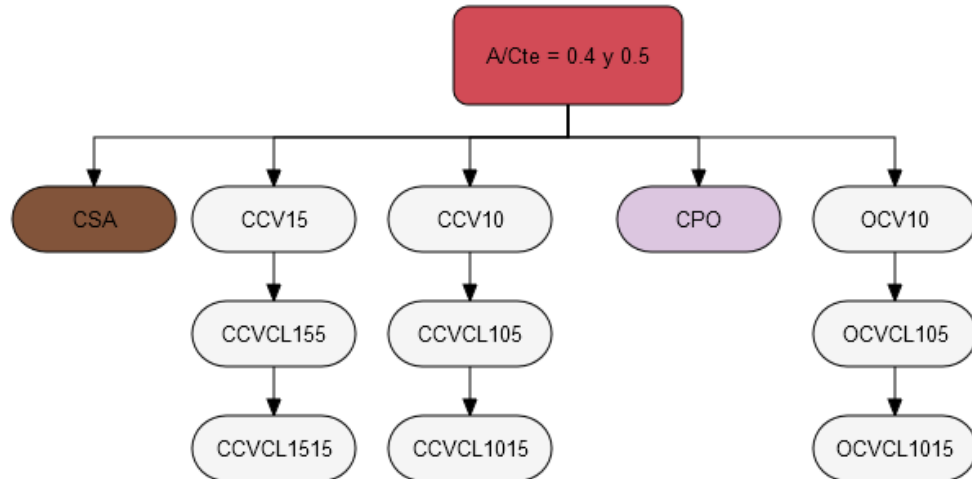 A/Cte = 0.4 y 0.5
CSA
CCV15
CCV10
CPO
OCV10
CCVCL155
CCVCL105
OCVCL105
CCVCL1515
CCVCL1015
OCVCL1015